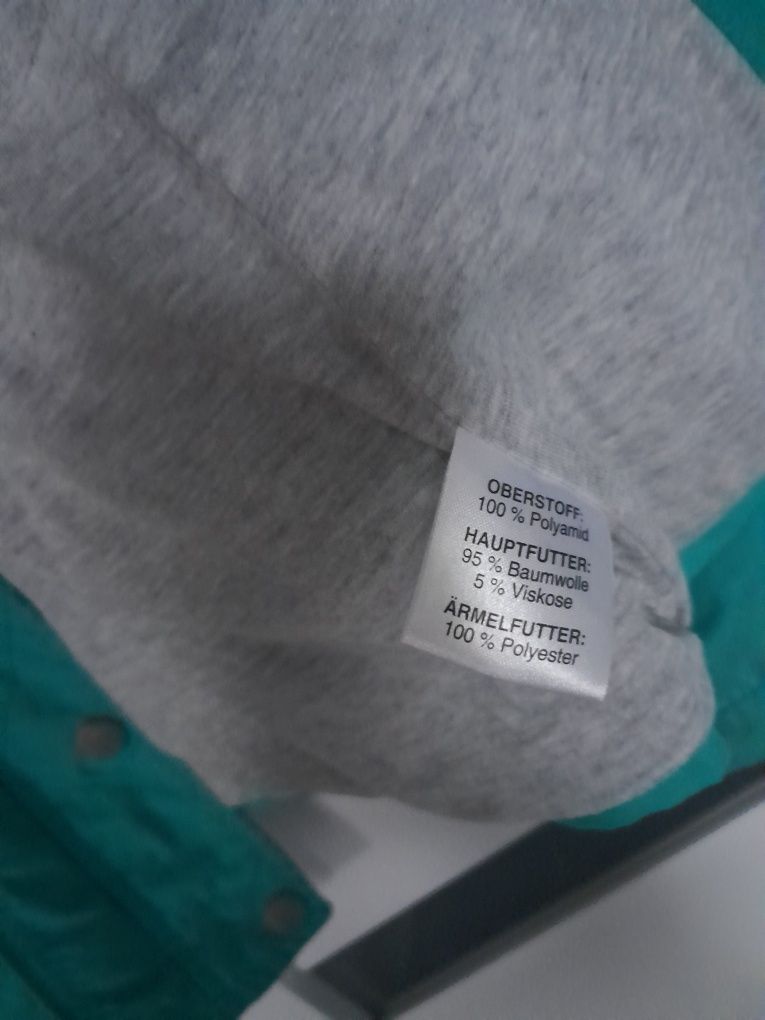 OBERSTOFF:
100 % Polyamid
HAUPTFUTTER:
95 % Baumwolle
5 % Viskose
ÄRMELFUTTER:
100 % Polyester